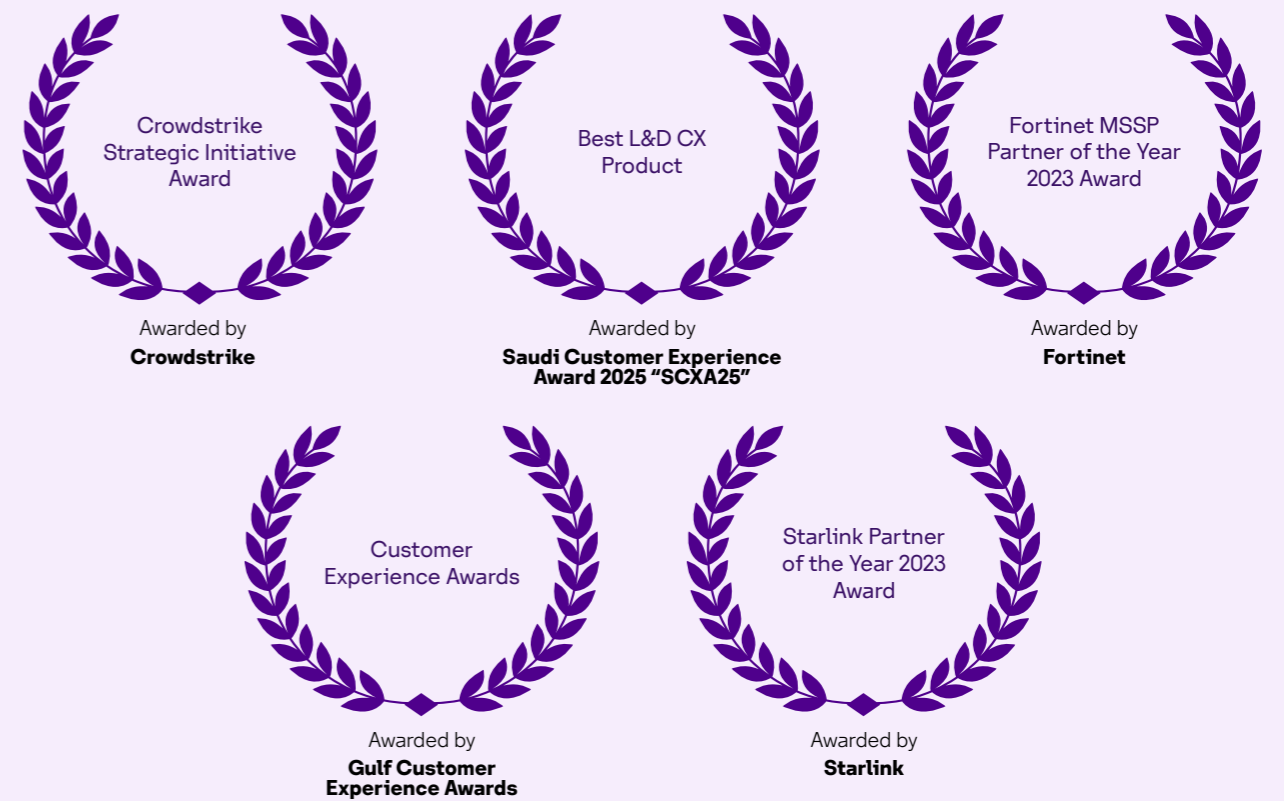 Crowdstrike
Strategic Initiative
Award
Awarded by
Crowdstrike
Best L&D CX
Product
Awarded by
Saudi Customer Experience
Award 2025 “SCXA25”
Fortinet MSSP
Partner of the Year
2023 Award
Awarded by
Fortinet
Customer
Experience Awards
Awarded by
Gulf Customer
Experience Awards
Starlink Partner
of the Year 2023
Award
Awarded by
Starlink